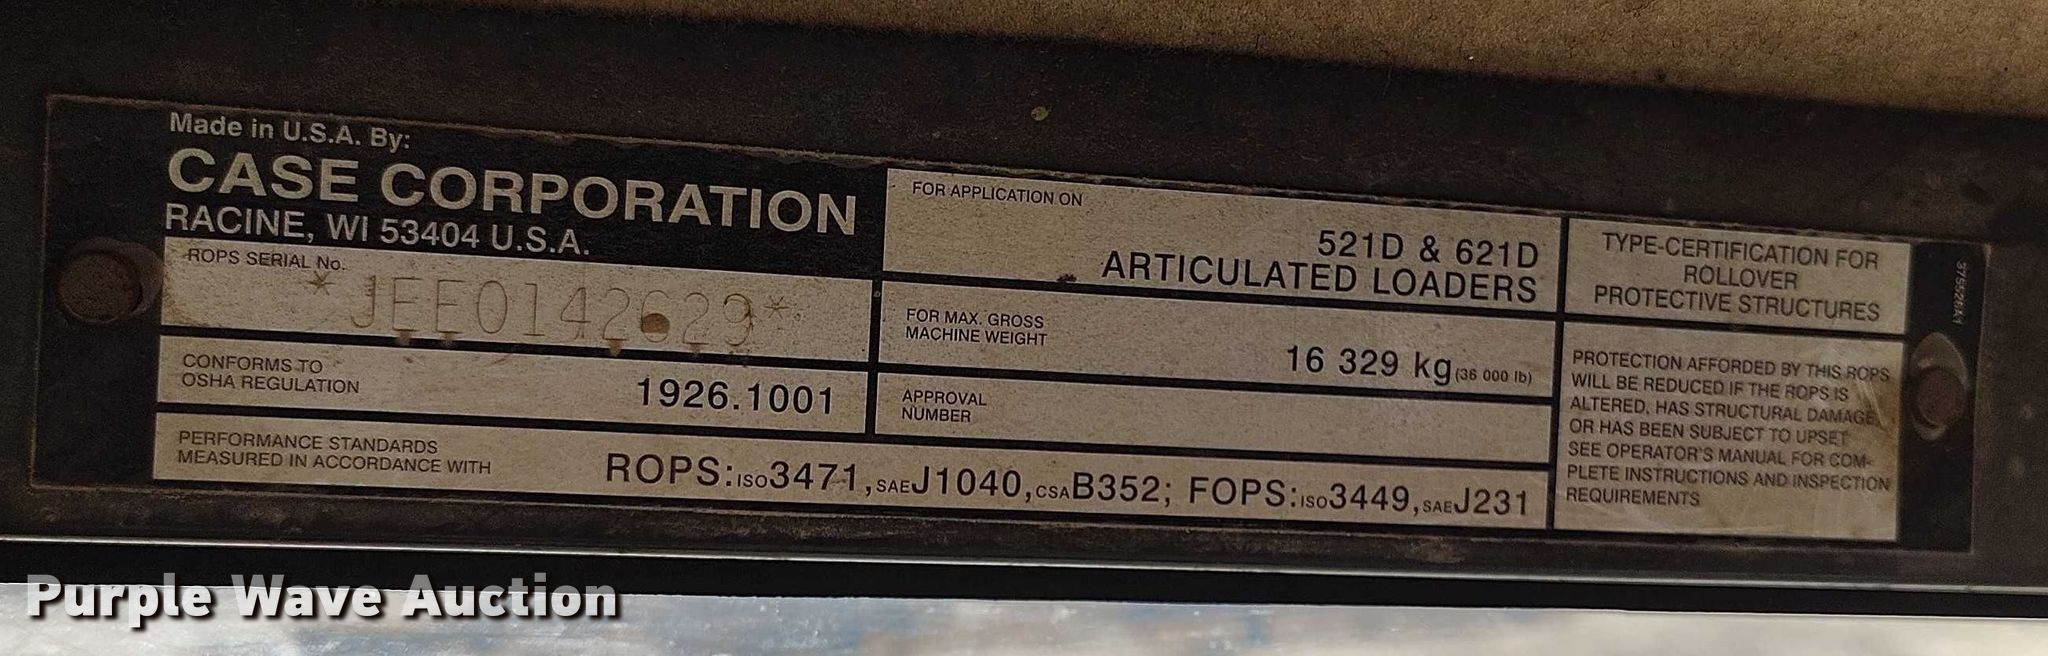 Made in U.S.A. By:
CASE CORPORATION
RACINE, WI 53404 U.S.A.
ROPS SERIAL No.
*JEE0142629*
CONFORMS TO
OSHA REGULATION
1926.1001
PERFORMANCE STANDARDS
MEASURED IN ACCORDANCE WITH
ROPS:ISO3471,SAEJ1040,CSAB352; FOPS:ISO3449,SAEJ231
FOR APPLICATION ON
521D & 621D
ARTICULATED LOADERS
FOR MAX. GROSS
MACHINE WEIGHT
16 329 kg(36 000 lb)
APPROVAL
NUMBER
TYPE-CERTIFICATION FOR
ROLLOVER
PROTECTIVE STRUCTURES
PROTECTION AFFORDED BY THIS ROPS
WILL BE REDUCED IF THE ROPS IS
ALTERED, HAS STRUCTURAL DAMAGE
OR HAS BEEN SUBJECT TO UPSET
SEE OPERATOR'S MANUAL FOR COM-
PLETE INSTRUCTIONS AND INSPECTION
REQUIREMENTS
Purple Wave Auction